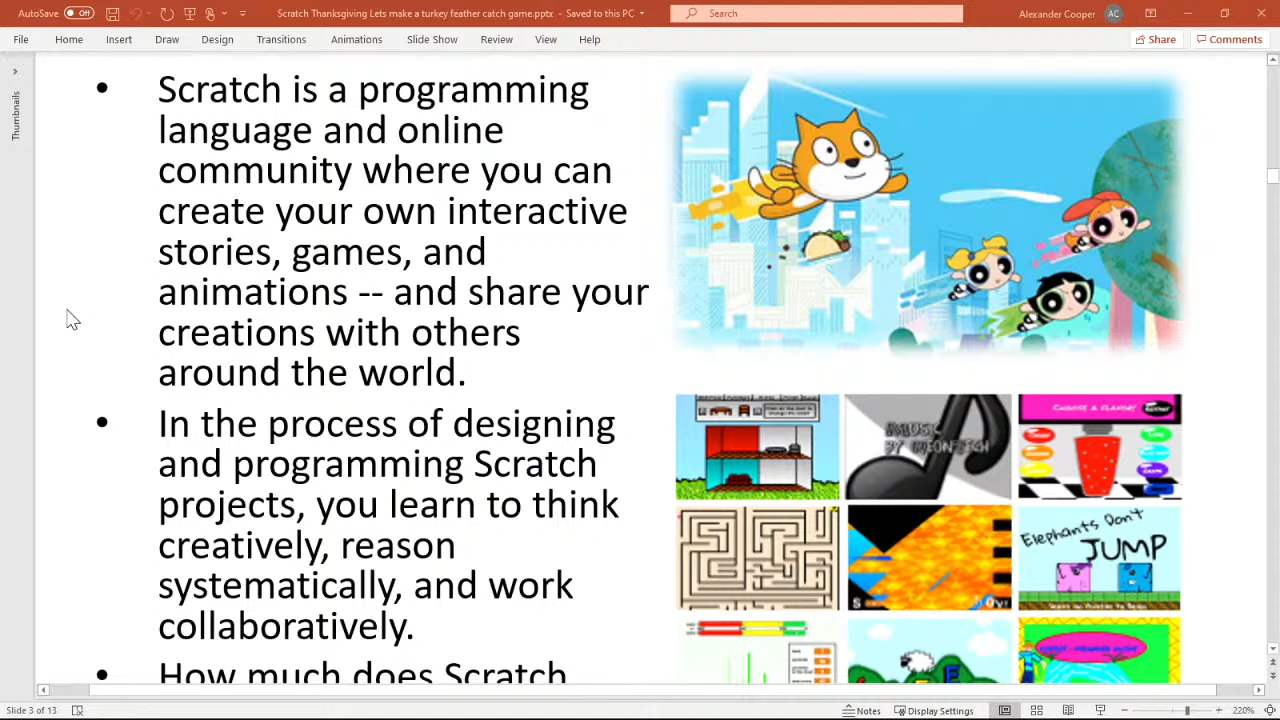 AutoSave Off
Scratch Thanksgiving Lets make a turkey feather catch game.pptx - Saved to this PC
Search
Alexander Cooper AC
File Home Insert Draw Design Transitions Animations Slide Show Review View Help
Share Comments
Thumbnails
• Scratch is a programming
language and online
community where you can
create your own interactive
stories, games, and
animations -- and share your
creations with others
around the world.
• In the process of designing
and programming Scratch
projects, you learn to think
creatively, reason
systematically, and work
collaboratively.
• How much does Scratch
CHOOSE A FLAVOR!
MUSIC
Elephants Don't
JUMP
Slide 3 of 13
Notes Display Settings
220%